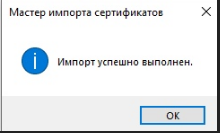 Мастер импорта сертификатов
Импорт успешно выполнен.
OK